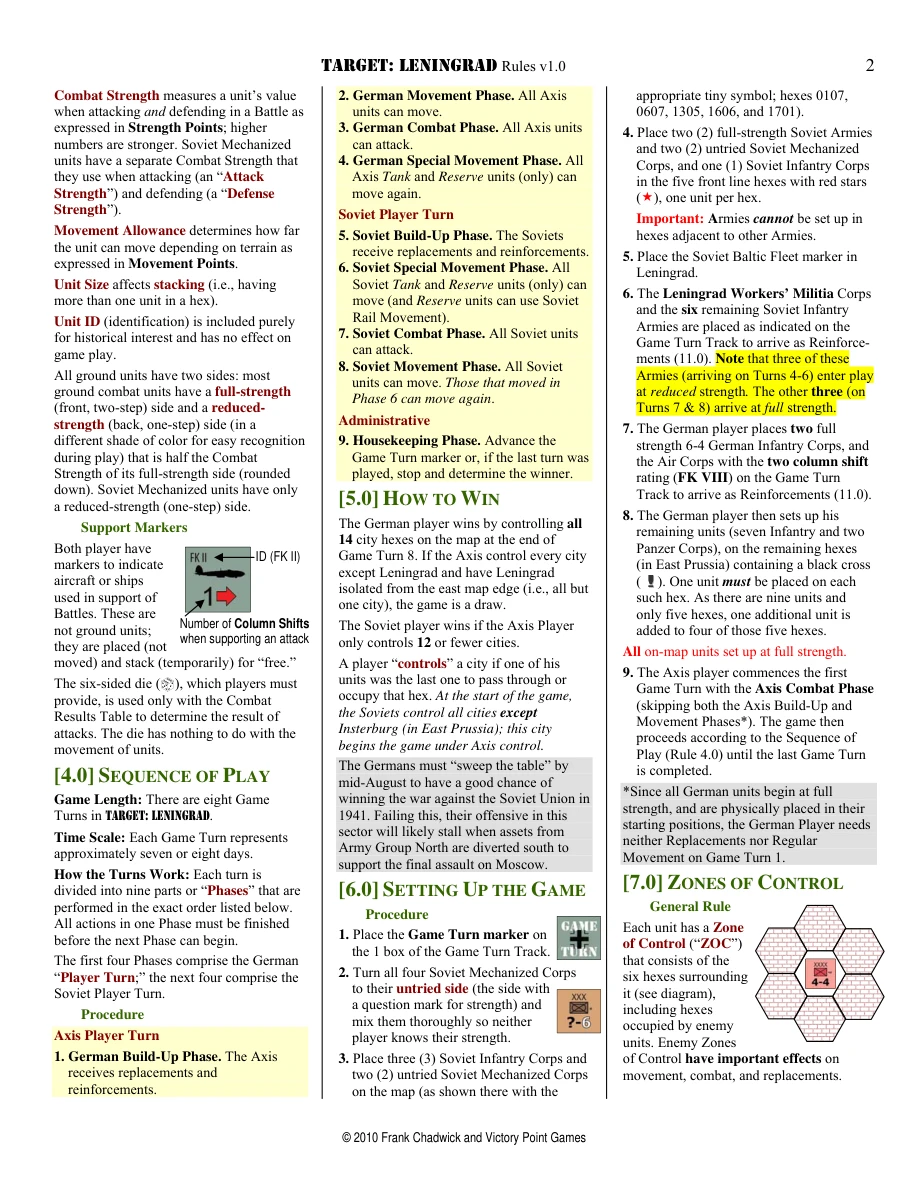 TARGET: LENINGRAD Rules v1.0
2
Combat Strength measures a unit's value
when attacking and defending in a Battle as
expressed in Strength Points; higher
numbers are stronger. Soviet Mechanized
units have a separate Combat Strength that
they use when attacking (an “Attack
Strength”) and defending (a “Defense
Strength”).
Movement Allowance determines how far
the unit can move depending on terrain as
expressed in Movement Points.
Unit Size affects stacking (i.e., having
more than one unit in a hex).
Unit ID (identification) is included purely
for historical interest and has no effect on
game play.
All ground units have two sides: most
ground combat units have a full-strength
(front, two-step) side and a reduced-
strength (back, one-step) side (in a
different shade of color for easy recognition
during play) that is half the Combat
Strength of its full-strength side (rounded
down). Soviet Mechanized units have only
a reduced-strength (one-step) side.
Support Markers
Both player have
markers to indicate
aircraft or ships
used in support of
Battles. These are
not ground units;
they are placed (not
moved) and stack (temporarily) for “free.”
FK II
ID (FK II)
1
Number of Column Shifts
when supporting an attack
The six-sided die ( ), which players must
provide, is used only with the Combat
Results Table to determine the result of
attacks. The die has nothing to do with the
movement of units.
[4.0] SEQUENCE OF PLAY
Game Length: There are eight Game
Turns in TARGET: LENINGRAD.
Time Scale: Each Game Turn represents
approximately seven or eight days.
How the Turns Work: Each turn is
divided into nine parts or “Phases” that are
performed in the exact order listed below.
All actions in one Phase must be finished
before the next Phase can begin.
The first four Phases comprise the German
“Player Turn;” the next four comprise the
Soviet Player Turn.
Procedure
Axis Player Turn
1. German Build-Up Phase. The Axis
receives replacements and
reinforcements.
2. German Movement Phase. All Axis
units can move.
3. German Combat Phase. All Axis units
can attack.
4. German Special Movement Phase. All
Axis Tank and Reserve units (only) can
move again.
Soviet Player Turn
5. Soviet Build-Up Phase. The Soviets
receive replacements and reinforcements.
6. Soviet Special Movement Phase. All
Soviet Tank and Reserve units (only) can
move (and Reserve units can use Soviet
Rail Movement).
7. Soviet Combat Phase. All Soviet units
can attack.
8. Soviet Movement Phase. All Soviet
units can move. Those that moved in
Phase 6 can move again.
Administrative
9. Housekeeping Phase. Advance the
Game Turn marker or, if the last turn was
played, stop and determine the winner.
[5.0] HOW TO WIN
The German player wins by controlling all
14 city hexes on the map at the end of
Game Turn 8. If the Axis control every city
except Leningrad and have Leningrad
isolated from the east map edge (i.e., all but
one city), the game is a draw.
The Soviet player wins if the Axis Player
only controls 12 or fewer cities.
A player “controls” a city if one of his
units was the last one to pass through or
occupy that hex. At the start of the game,
the Soviets control all cities except
Insterburg (in East Prussia); this city
begins the game under Axis control.
The Germans must “sweep the table” by
mid-August to have a good chance of
winning the war against the Soviet Union in
1941. Failing this, their offensive in this
sector will likely stall when assets from
Army Group North are diverted south to
support the final assault on Moscow.
[6.0] SETTING UP THE GAME
Procedure
1. Place the Game Turn marker on
the 1 box of the Game Turn Track.
GAME
TURN
2. Turn all four Soviet Mechanized Corps
to their untried side (the side with
a question mark for strength) and
mix them thoroughly so neither
player knows their strength.
XXX
?-6
3. Place three (3) Soviet Infantry Corps and
two (2) untried Soviet Mechanized Corps
on the map (as shown there with the
appropriate tiny symbol; hexes 0107,
0607, 1305, 1606, and 1701).
4. Place two (2) full-strength Soviet Armies
and two (2) untried Soviet Mechanized
Corps, and one (1) Soviet Infantry Corps
in the five front line hexes with red stars
(★), one unit per hex.
Important: Armies cannot be set up in
hexes adjacent to other Armies.
5. Place the Soviet Baltic Fleet marker in
Leningrad.
6. The Leningrad Workers' Militia Corps
and the six remaining Soviet Infantry
Armies are placed as indicated on the
Game Turn Track to arrive as Reinforce-
ments (11.0). Note that three of these
Armies (arriving on Turns 4-6) enter play
at reduced strength. The other three (on
Turns 7 & 8) arrive at full strength.
7. The German player places two full
strength 6-4 German Infantry Corps, and
the Air Corps with the two column shift
rating (FK VIII) on the Game Turn
Track to arrive as Reinforcements (11.0).
8. The German player then sets up his
remaining units (seven Infantry and two
Panzer Corps), on the remaining hexes
(in East Prussia) containing a black cross
( ). One unit must be placed on each
such hex. As there are nine units and
only five hexes, one additional unit is
added to four of those five hexes.
All on-map units set up at full strength.
9. The Axis player commences the first
Game Turn with the Axis Combat Phase
(skipping both the Axis Build-Up and
Movement Phases*). The game then
proceeds according to the Sequence of
Play (Rule 4.0) until the last Game Turn
is completed.
*Since all German units begin at full
strength, and are physically placed in their
starting positions, the German Player needs
neither Replacements nor Regular
Movement on Game Turn 1.
[7.0] ZONES OF CONTROL
General Rule
Each unit has a Zone
of Control (“ZOC”)
that consists of the
six hexes surrounding
it (see diagram),
including hexes
occupied by enemy
units. Enemy Zones
of Control have important effects on
movement, combat, and replacements.
XXXX
4-4
© 2010 Frank Chadwick and Victory Point Games